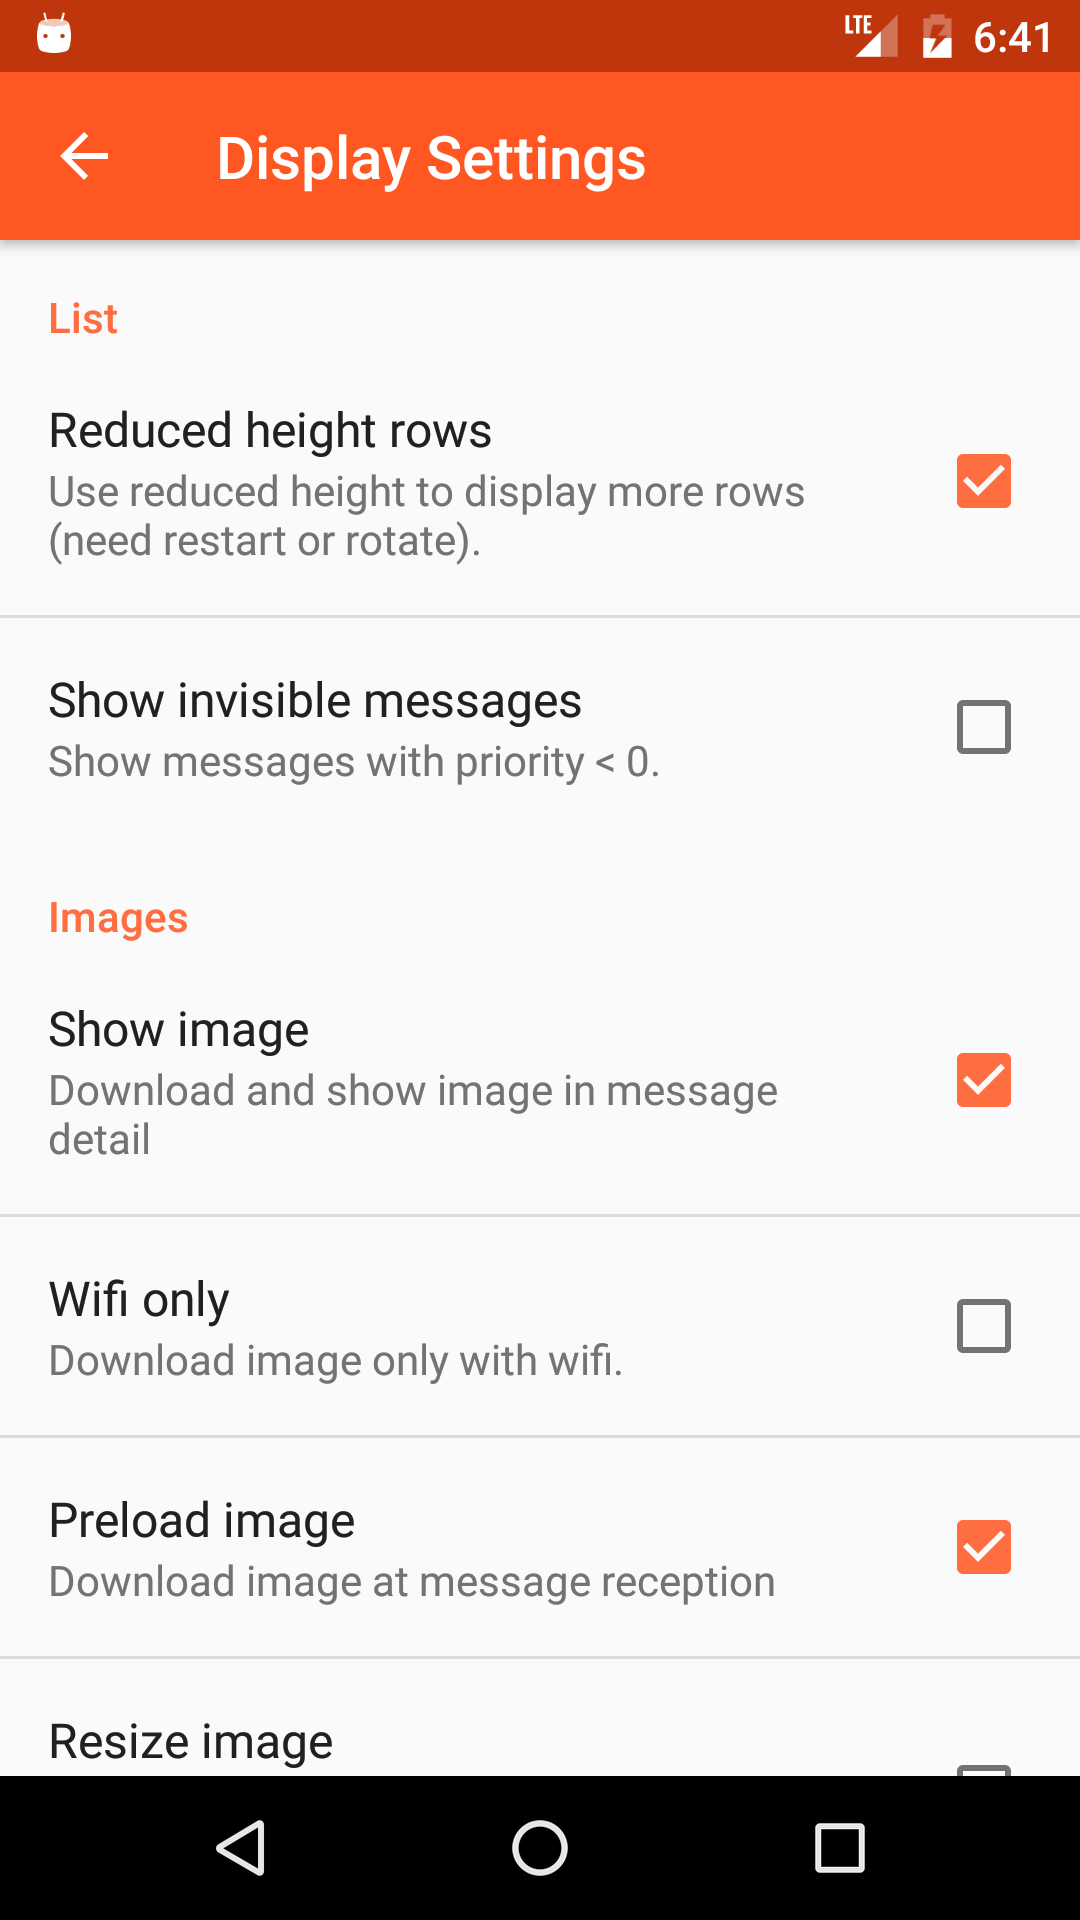 LTE 6:41
Display Settings
List
Reduced height rows
Use reduced height to display more rows
(need restart or rotate).
Show invisible messages
Show messages with priority < 0.
Images
Show image
Download and show image in message
detail
Wifi only
Download image only with wifi.
Preload image
Download image at message reception
Resize image